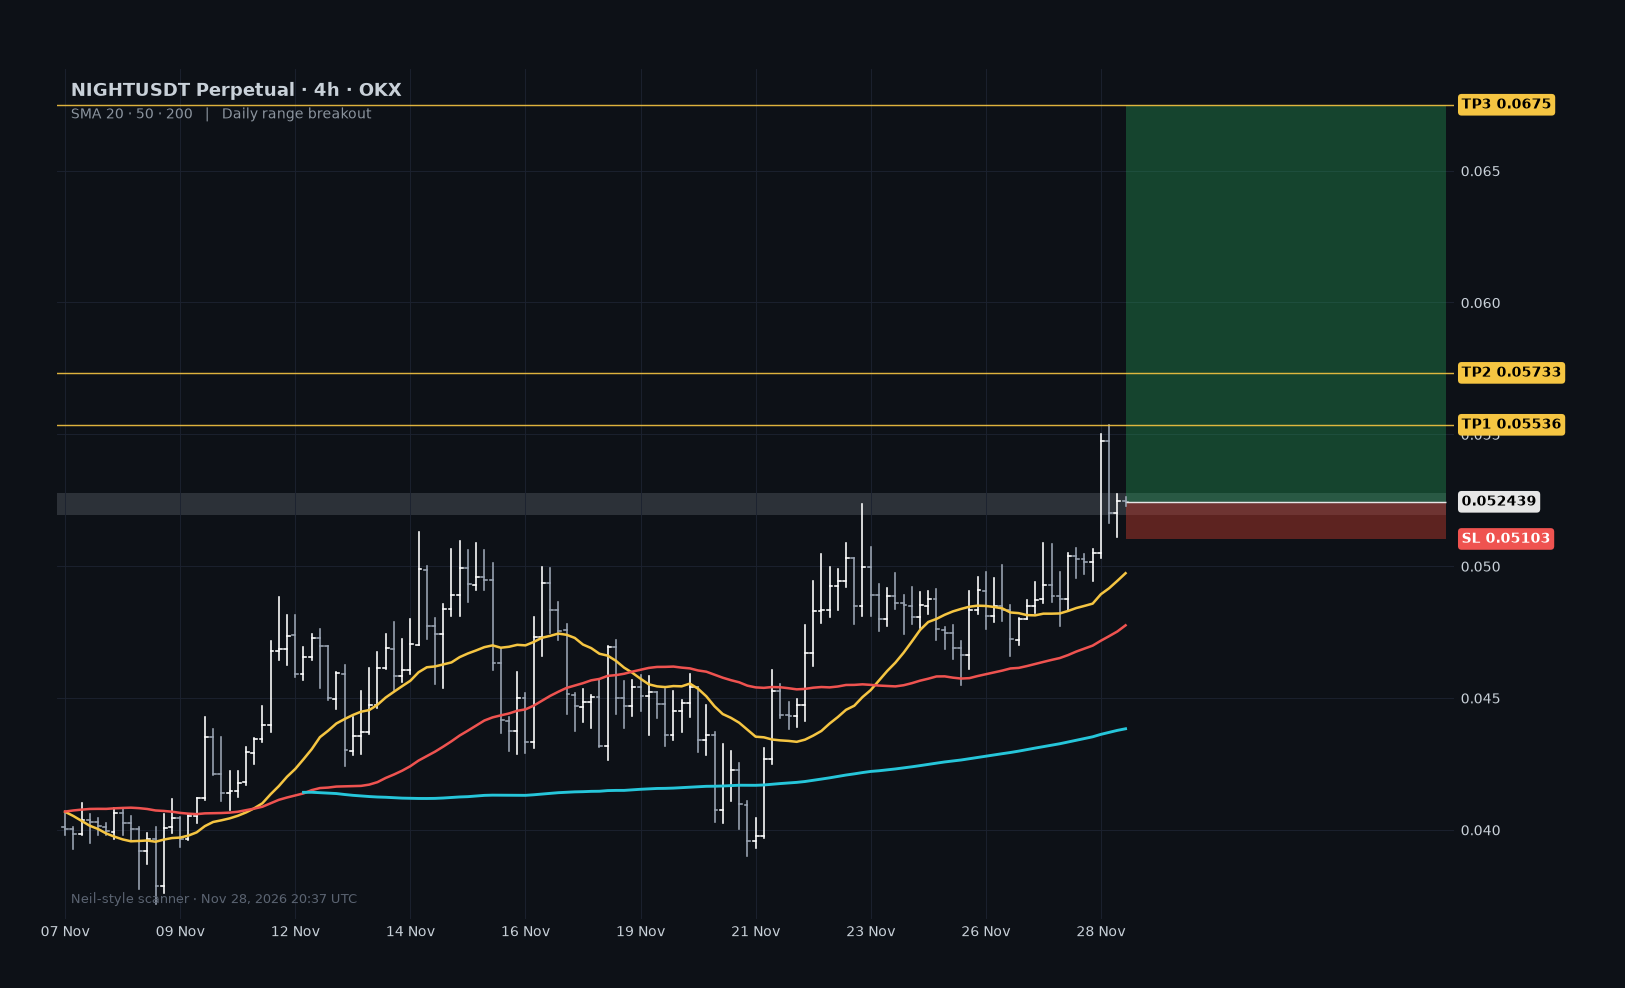 NIGHTUSDT Perpetual · 4h · OKX
SMA 20 · 50 · 200 | Daily range breakout
TP3 0.0675
0.065
0.060
TP2 0.05733
TP1 0.05536
0.055
0.052439
SL 0.05103
0.050
0.045
0.040
Neil-style scanner · Nov 28, 2026 20:37 UTC
07 Nov
09 Nov
12 Nov
14 Nov
16 Nov
19 Nov
21 Nov
23 Nov
26 Nov
28 Nov